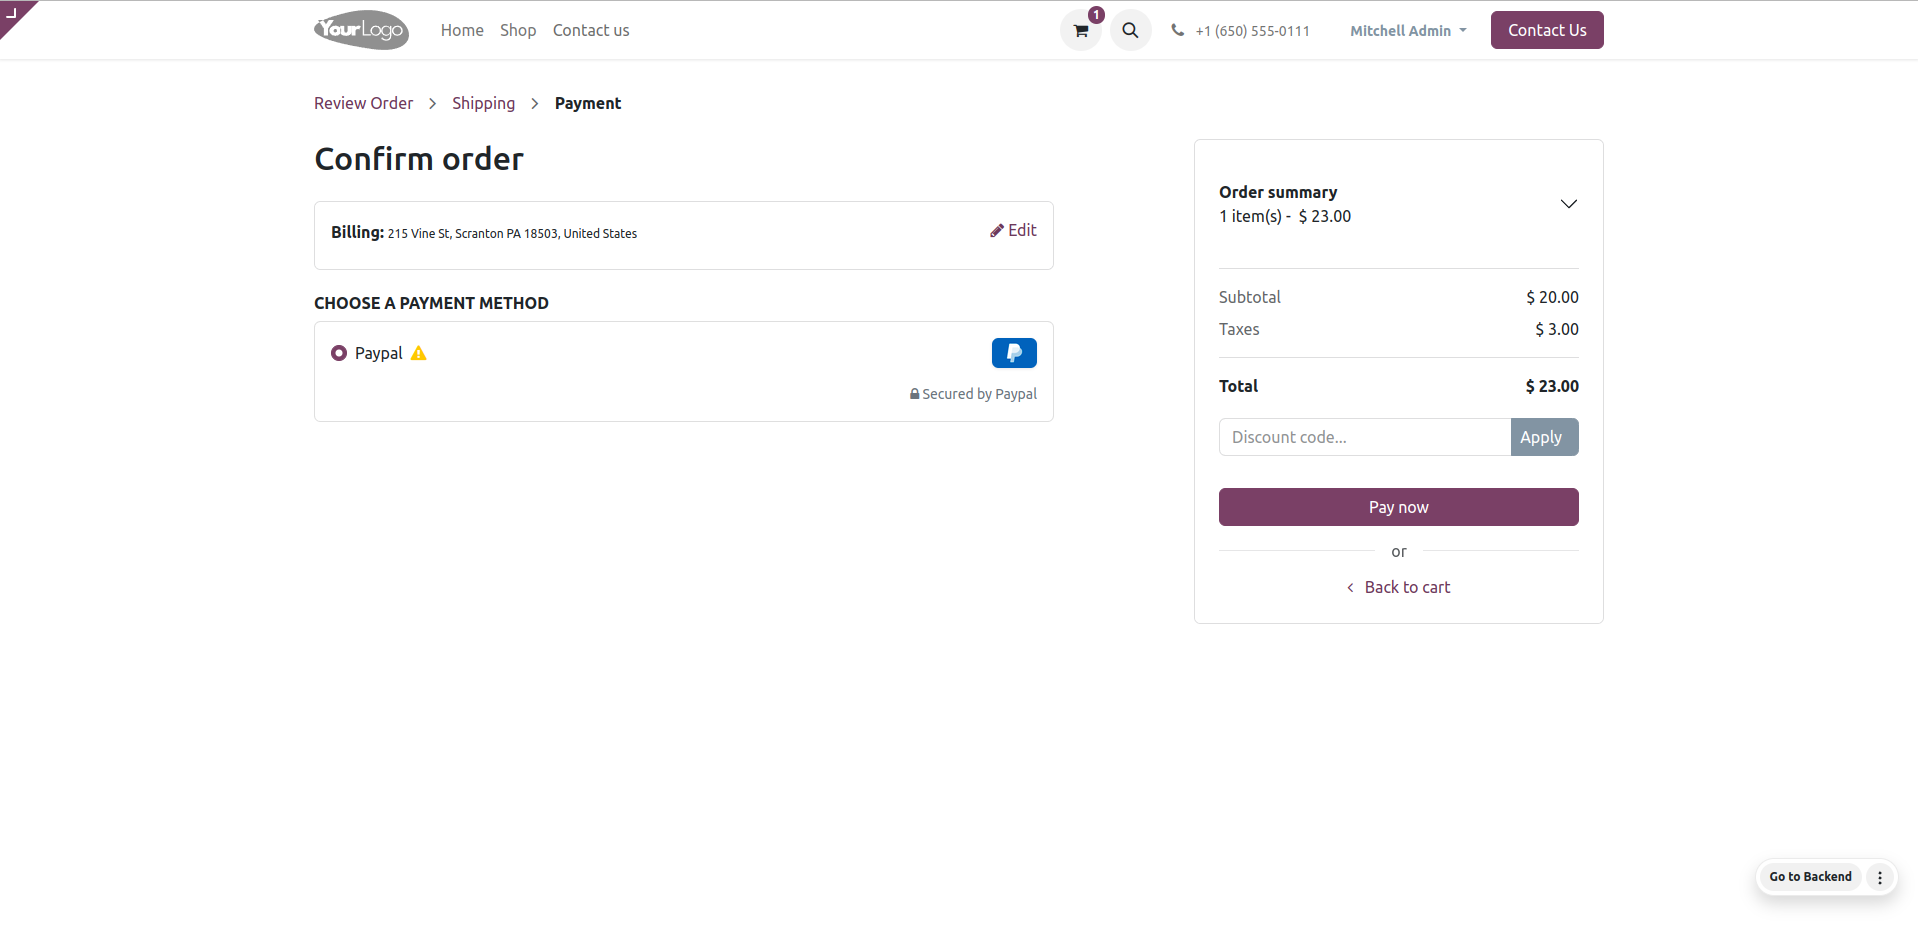 YourLogo
Home Shop Contact us
1
+1 (650) 555-0111
Mitchell Admin
Contact Us
Review Order > Shipping > Payment
Confirm order
Billing: 215 Vine St, Scranton PA 18503, United States
Edit
CHOOSE A PAYMENT METHOD
Paypal
Secured by Paypal
Order summary
1 item(s) - $ 23.00
Subtotal $ 20.00
Taxes $ 3.00
Total $ 23.00
Discount code... Apply
Pay now
or
Back to cart
Go to Backend